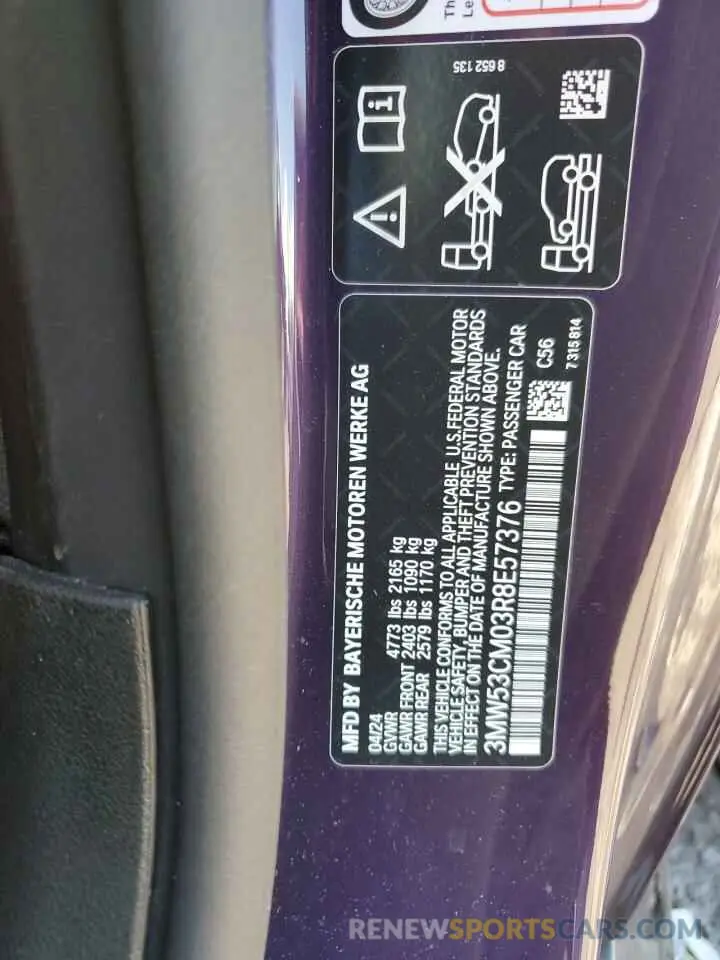 Th
Le
8 652 135
MFD BY BAYERISCHE MOTOREN WERKE AG
04/24
GVWR 4773 lbs 2165 kg
GAWR FRONT 2403 lbs 1090 kg
GAWR REAR 2579 lbs 1170 kg
THIS VEHICLE CONFORMS TO ALL APPLICABLE U.S.FEDERAL MOTOR
VEHICLE SAFETY, BUMPER AND THEFT PREVENTION STANDARDS
IN EFFECT ON THE DATE OF MANUFACTURE SHOWN ABOVE.
3MW53CM03R8E57376 TYPE: PASSENGER CAR
C56
7 315 814
RENEWSPORTSCARS.COM